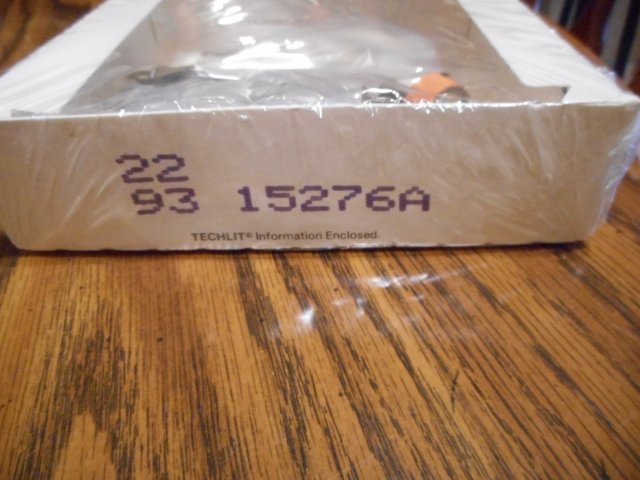 22
93 15276A
TECHLIT® Information Enclosed.